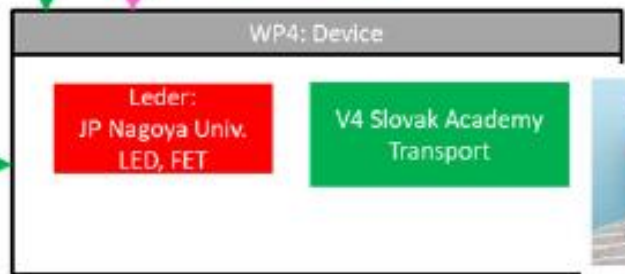 WP4: Device
Leder:
JP Nagoya Univ.
LED, FET
V4 Slovak Academy
Transport